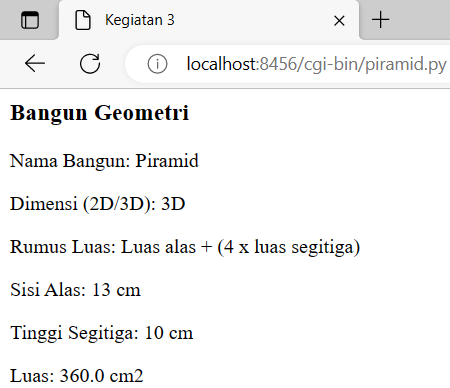 Kegiatan 3
localhost:8456/cgi-bin/piramid.py
Bangun Geometri
Nama Bangun: Piramid
Dimensi (2D/3D): 3D
Rumus Luas: Luas alas + (4 x luas segitiga)
Sisi Alas: 13 cm
Tinggi Segitiga: 10 cm
Luas: 360.0 cm2